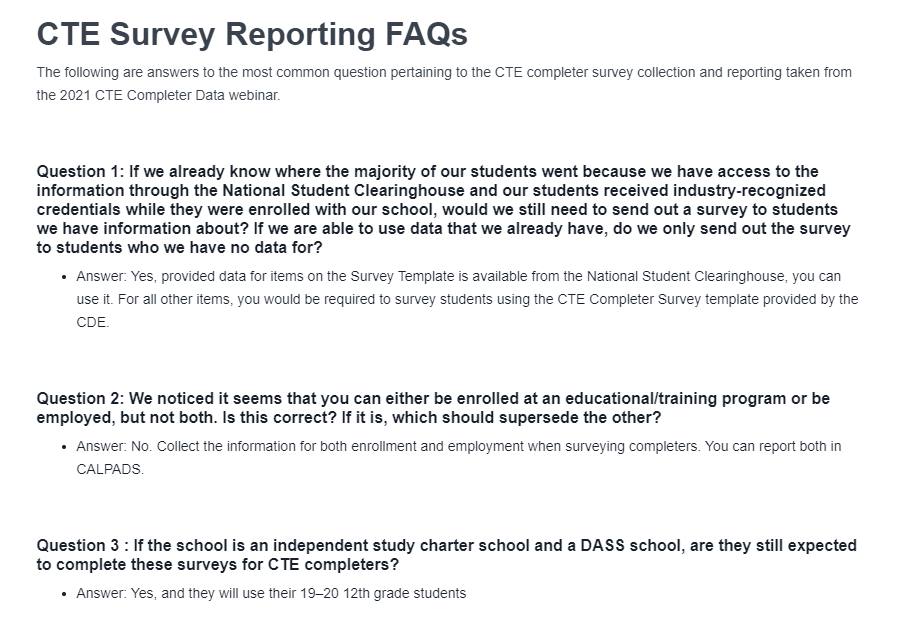 CTE Survey Reporting FAQs
The following are answers to the most common question pertaining to the CTE completer survey collection and reporting taken from
the 2021 CTE Completer Data webinar.
Question 1: If we already know where the majority of our students went because we have access to the
information through the National Student Clearinghouse and our students received industry-recognized
credentials while they were enrolled with our school, would we still need to send out a survey to students
we have information about? If we are able to use data that we already have, do we only send out the survey
to students who we have no data for?
• Answer: Yes, provided data for items on the Survey Template is available from the National Student Clearinghouse, you can
use it. For all other items, you would be required to survey students using the CTE Completer Survey template provided by the
CDE.
Question 2: We noticed it seems that you can either be enrolled at an educational/training program or be
employed, but not both. Is this correct? If it is, which should supersede the other?
• Answer: No. Collect the information for both enrollment and employment when surveying completers. You can report both in
CALPADS.
Question 3 : If the school is an independent study charter school and a DASS school, are they still expected
to complete these surveys for CTE completers?
• Answer: Yes, and they will use their 19–20 12th grade students